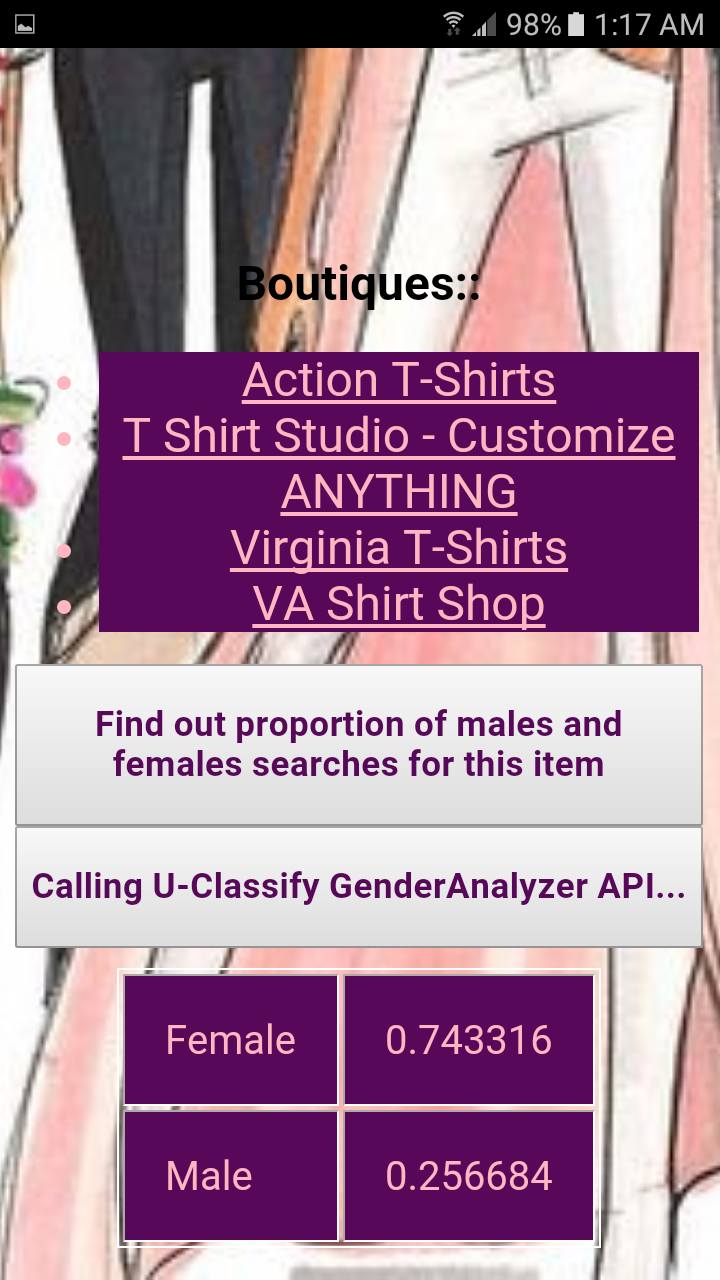 98% 1:17 AM
Boutiques::
Action T-Shirts
T Shirt Studio - Customize
ANYTHING
Virginia T-Shirts
VA Shirt Shop
Find out proportion of males and
females searches for this item
Calling U-Classify GenderAnalyzer API...
Female 0.743316
Male 0.256684